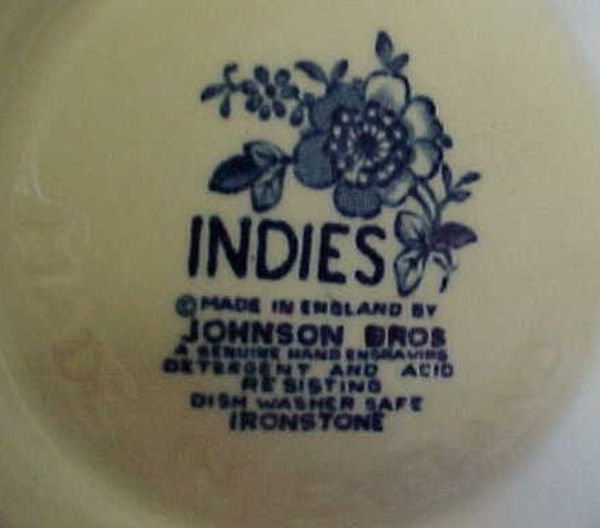 INDIES
© MADE IN ENGLAND BY
JOHNSON BROS
A GENUINE HAND ENGRAVING
DETERGENT AND ACID
RESISTING
DISH WASHER SAFE
IRONSTONE